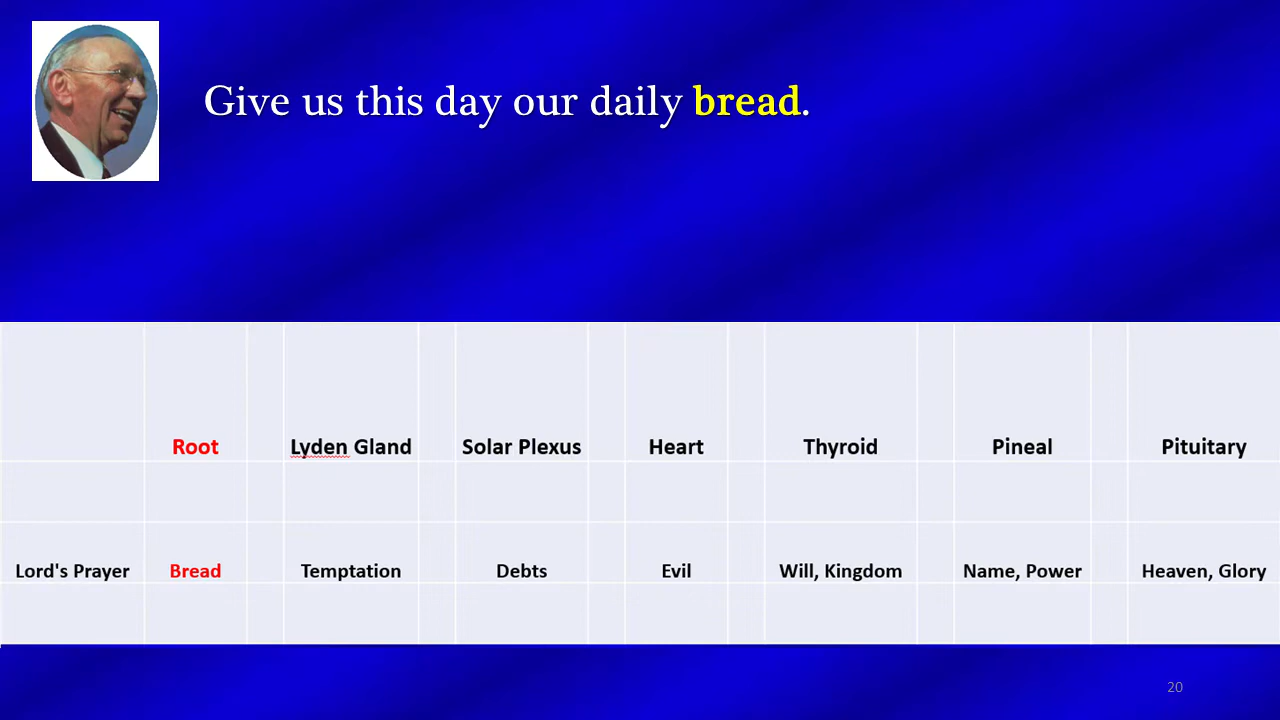 Give us this day our daily bread.
Root Lyden Gland Solar Plexus Heart Thyroid Pineal Pituitary
Lord's Prayer Bread Temptation Debts Evil Will, Kingdom Name, Power Heaven, Glory
20